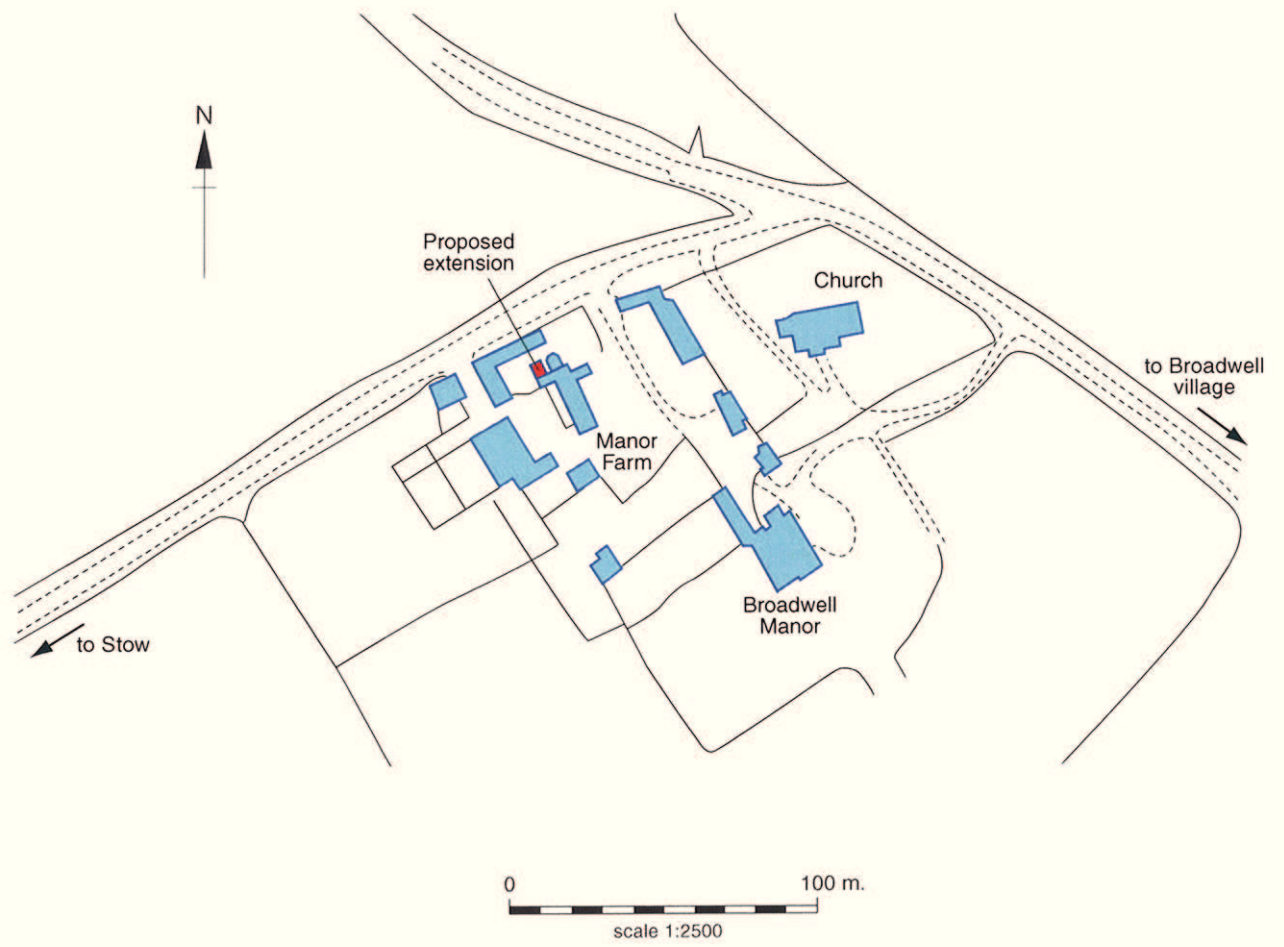 N
Proposed
extension
Church
to Broadwell
village
Manor
Farm
Broadwell
Manor
to Stow
0
100 m.
scale 1:2500